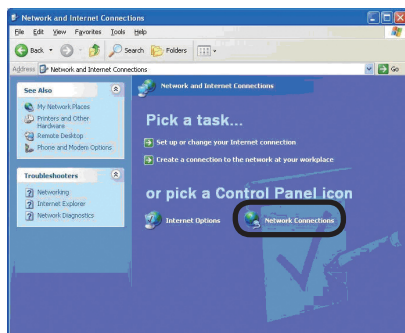 Network and Internet Connections
File Edit View Favorites Tools Help
Back Search Folders
Address Network and Internet Connections Go
See Also
My Network Places
Printers and Other
Hardware
Remote Desktop
Phone and Modem Options
Troubleshooters
Networking
Internet Explorer
Network Diagnostics
Network and Internet Connections
Pick a task...
Set up or change your Internet connection
Create a connection to the network at your workplace
or pick a Control Panel icon
Internet Options Network Connections